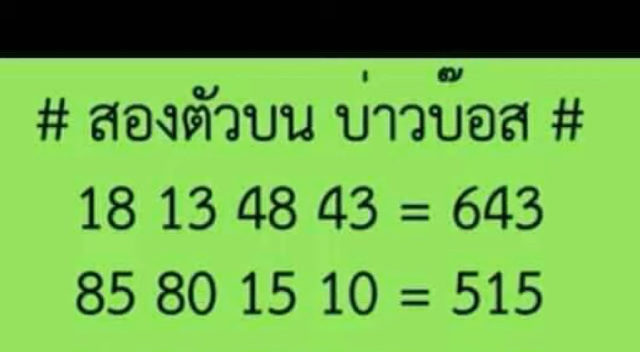 # สองตัวบน บ่าวบ๊อส #
18 13 48 43 = 643
85 80 15 10 = 515